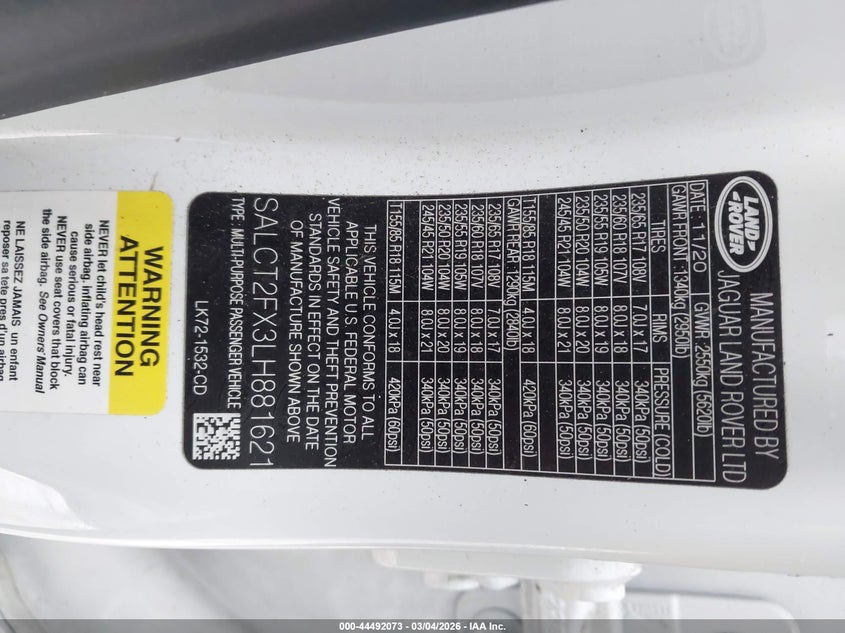 LAND
ROVER
MANUFACTURED BY
JAGUAR LAND ROVER LTD
DATE: 11/20 GVWR: 2550kg (5620lb)
GAWR FRONT: 1340kg (2950lb)
TIRES RIMS PRESSURE (COLD)
235/65 R17 108V 7.0J x 17 340kPa (50psi)
235/60 R18 107V 8.0J x 18 340kPa (50psi)
235/55 R19 105W 8.0J x 19 340kPa (50psi)
235/50 R20 104W 8.0J x 20 340kPa (50psi)
245/45 R21 104W 8.0J x 21 340kPa (50psi)
T155/85 R18 115M 4.0J x 18 420kPa (60psi)
GAWR REAR: 1290kg (2840lb)
235/65 R17 108V 7.0J x 17 340kPa (50psi)
235/60 R18 107V 8.0J x 18 340kPa (50psi)
235/55 R19 105W 8.0J x 19 340kPa (50psi)
235/50 R20 104W 8.0J x 20 340kPa (50psi)
245/45 R21 104W 8.0J x 21 340kPa (50psi)
T155/85 R18 115M 4.0J x 18 420kPa (60psi)
THIS VEHICLE CONFORMS TO ALL
APPLICABLE U.S. FEDERAL MOTOR
VEHICLE SAFETY AND THEFT PREVENTION
STANDARDS IN EFFECT ON THE DATE
OF MANUFACTURE SHOWN ABOVE
SALCT2FX3LH881621
TYPE: MULTI-PURPOSE PASSENGER VEHICLE
LK72-1532-CD
WARNING
ATTENTION
NEVER let child's head rest near
side airbag, inflating airbag can
cause serious or fatal injury.
NEVER use seat covers that block
the side airbag. See Owners' Manual
NE LAISSEZ JAMAIS un enfant
reposer sa tete pres d'un airbag
000-44492073 - 03/04/2026 - IAA Inc.